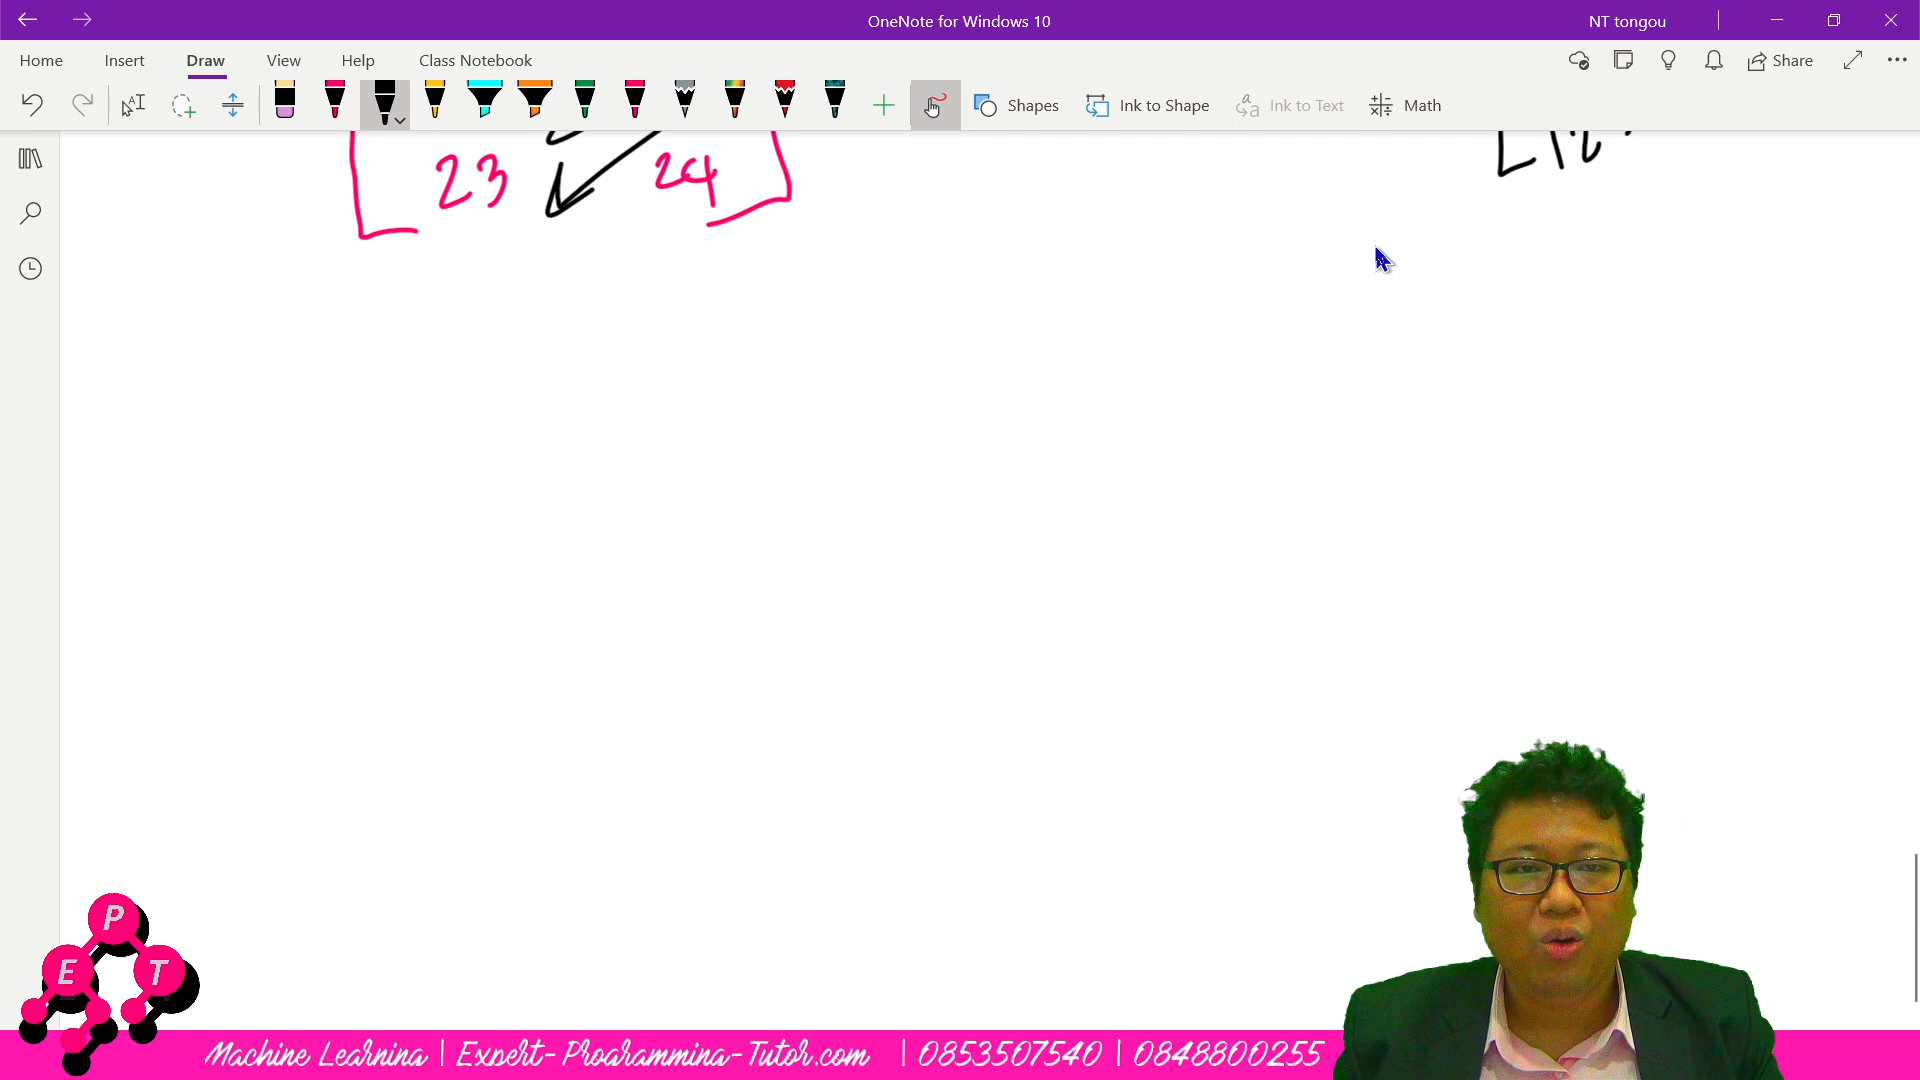 OneNote for Windows 10
NT tongou
Home Insert Draw View Help Class Notebook
Share
Shapes Ink to Shape Ink to Text Math
23 24
P
E T
Machine Learning | Expert-Programming-Tutor.com | 0853507540 | 0848800255